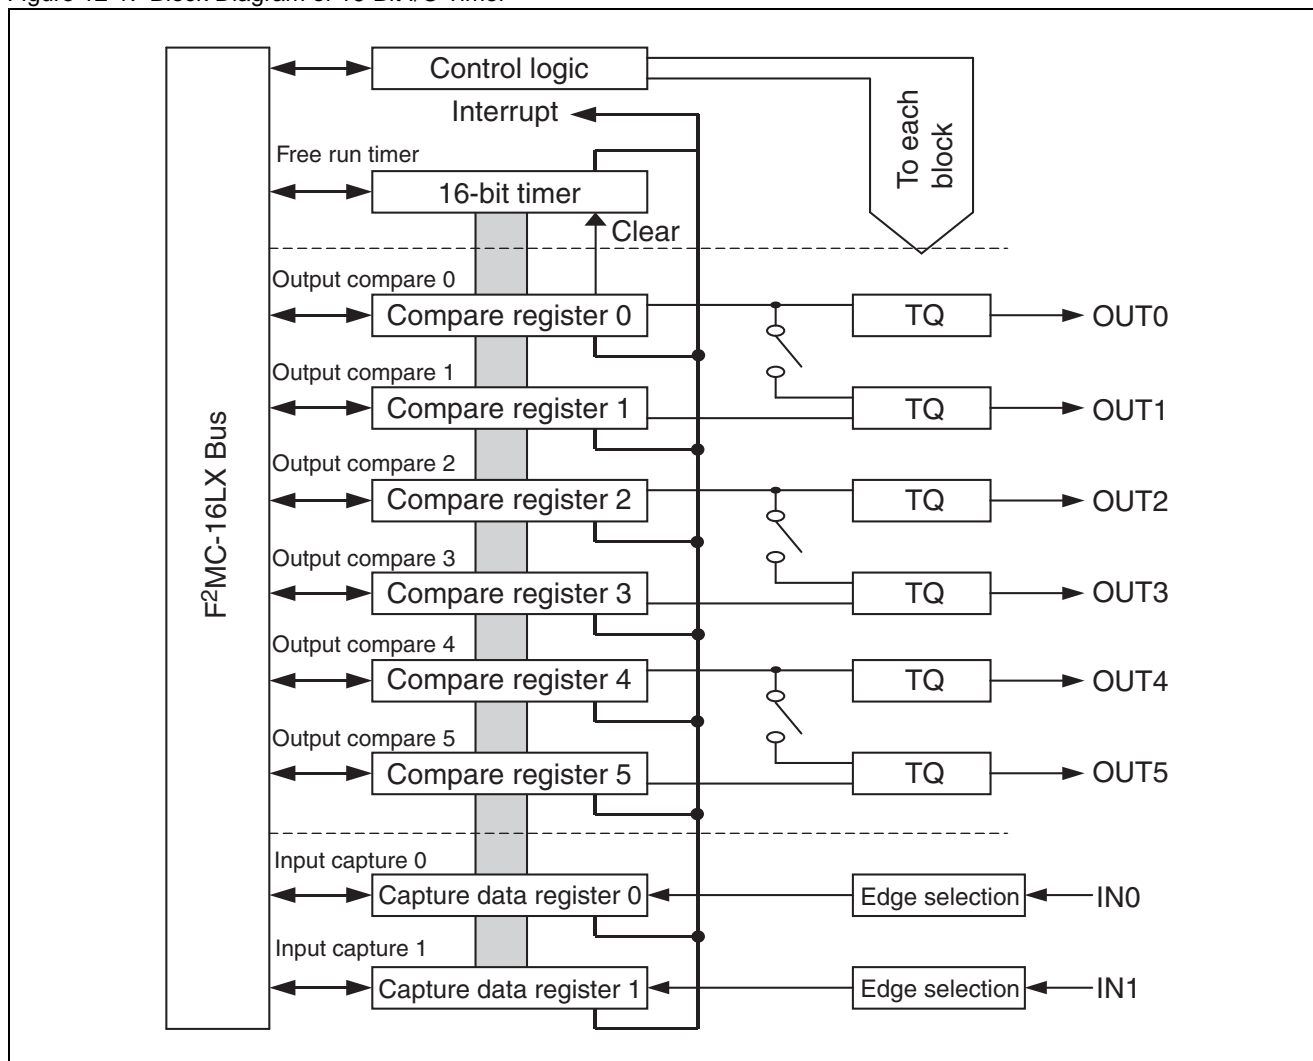 Control logic
Interrupt
To each
block
Free run timer
16-bit timer
Clear
F²MC-16LX Bus
Output compare 0
Compare register 0
TQ
OUT0
Output compare 1
Compare register 1
TQ
OUT1
Output compare 2
Compare register 2
TQ
OUT2
Output compare 3
Compare register 3
TQ
OUT3
Output compare 4
Compare register 4
TQ
OUT4
Output compare 5
Compare register 5
TQ
OUT5
Input capture 0
Capture data register 0
Edge selection
IN0
Input capture 1
Capture data register 1
Edge selection
IN1